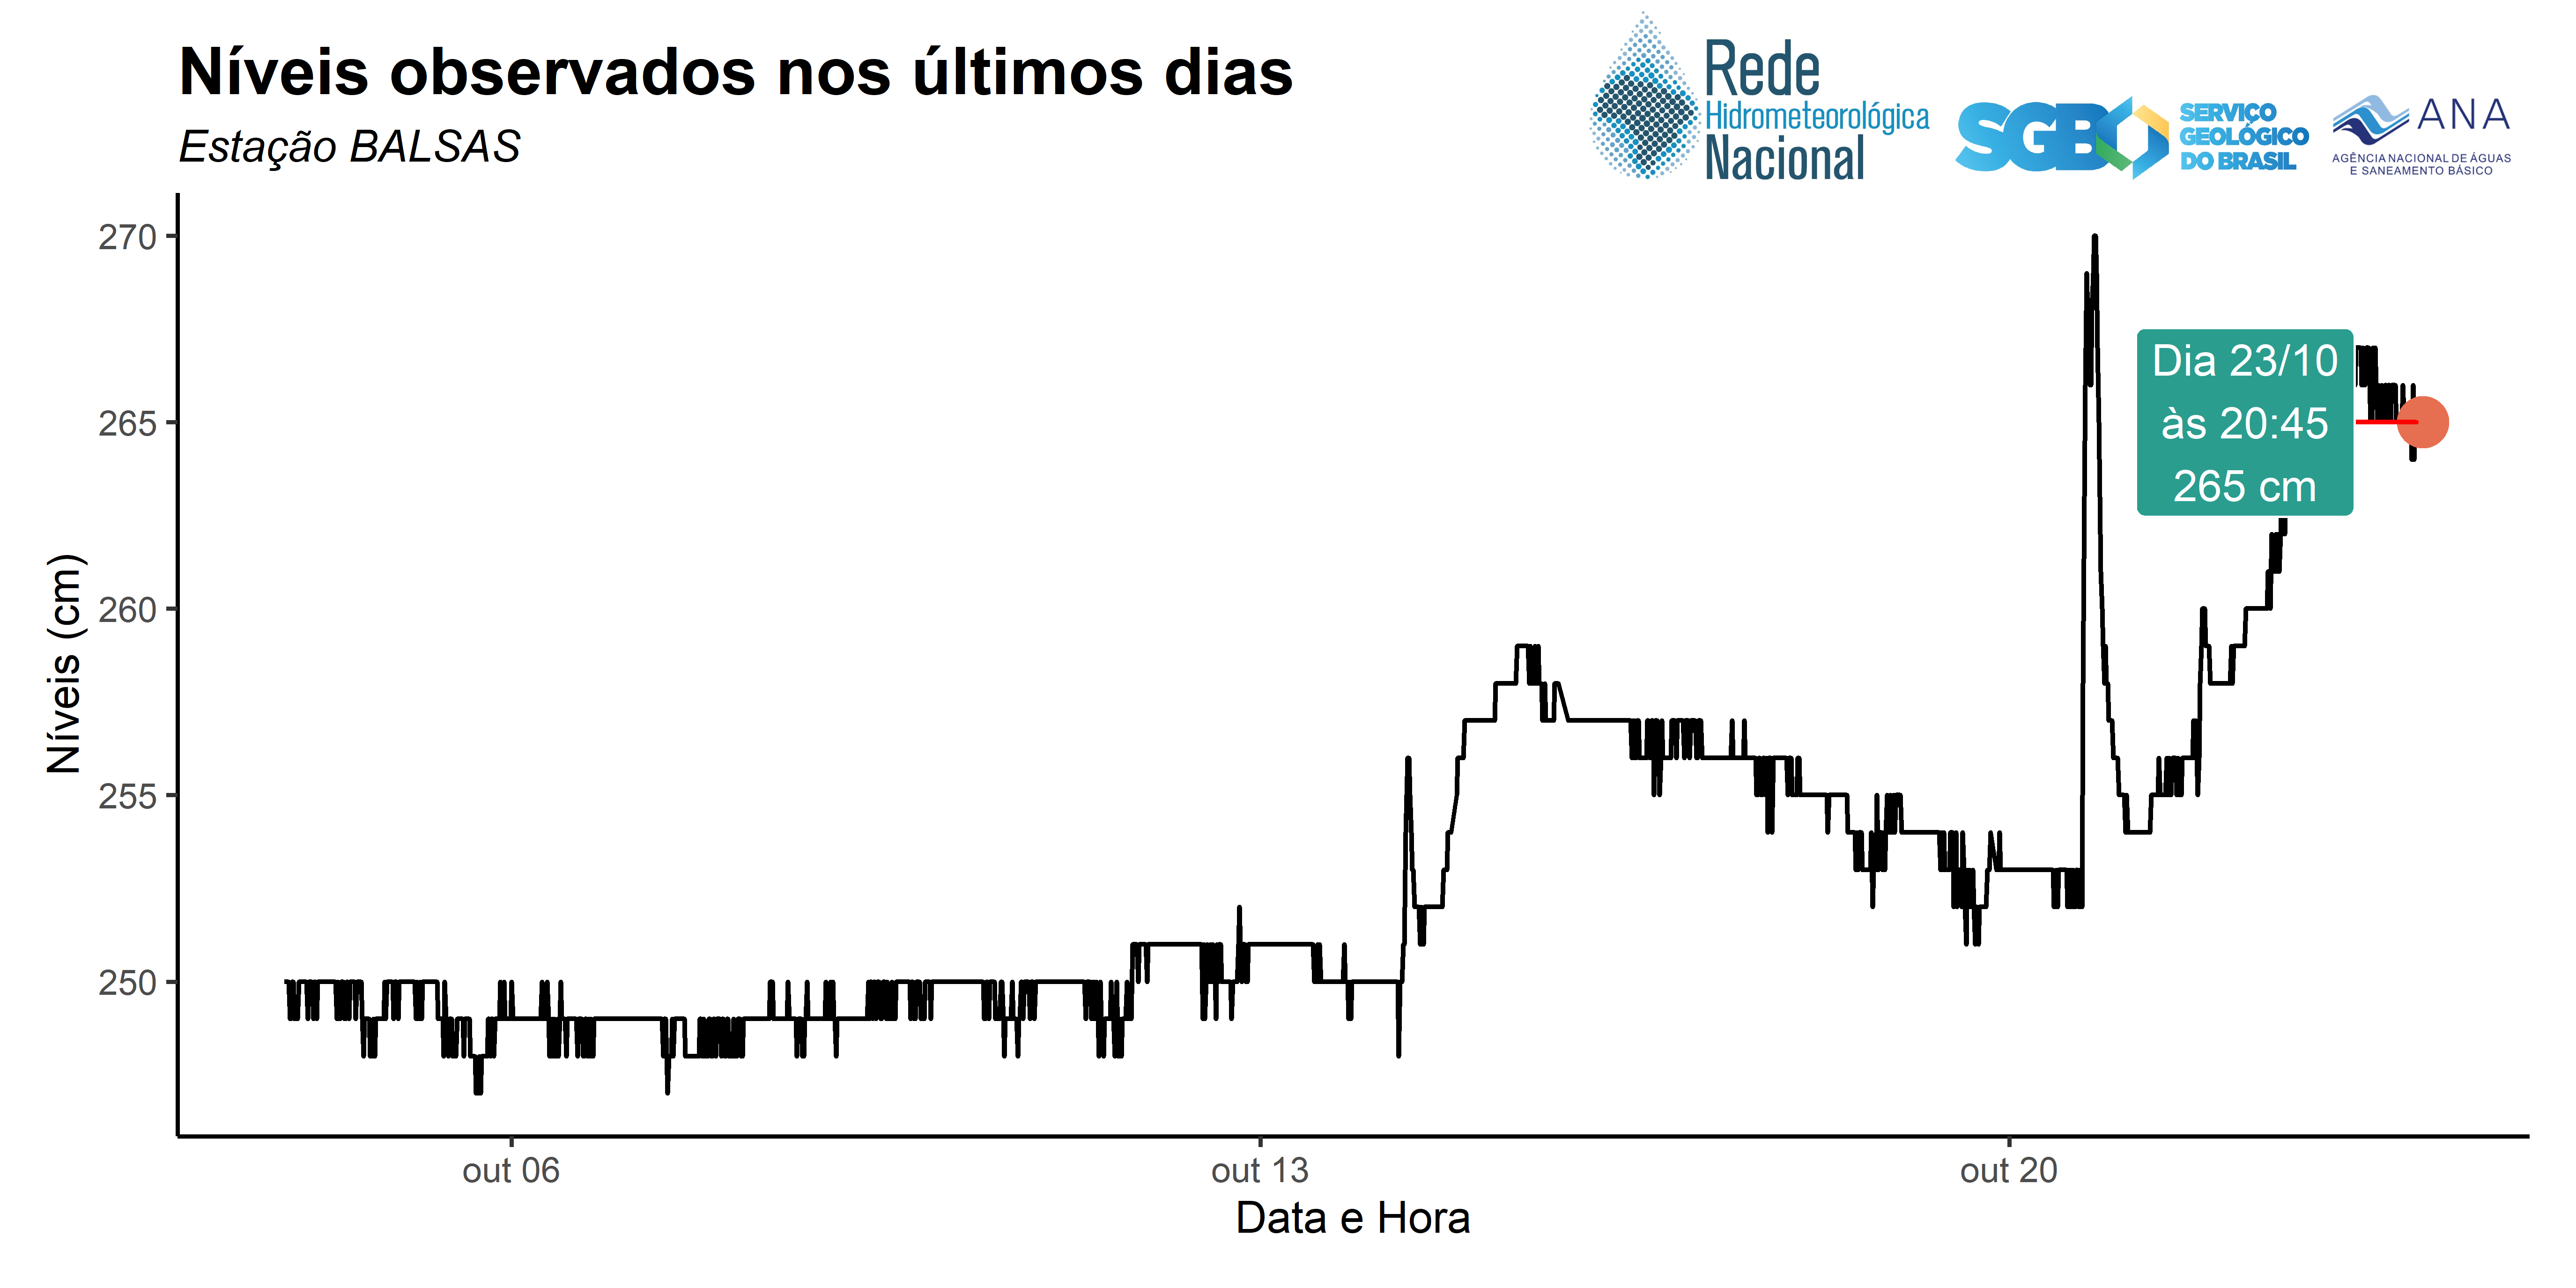 Níveis observados nos últimos dias
Estação BALSAS
Rede
Hidrometeorológica
Nacional
SGB
SERVIÇO
GEOLÓGICO
DO BRASIL
ANA
AGÊNCIA NACIONAL DE ÁGUAS
E SANEAMENTO BÁSICO
Níveis (cm)
270
265
260
255
250
Dia 23/10
às 20:45
265 cm
out 06
out 13
out 20
Data e Hora